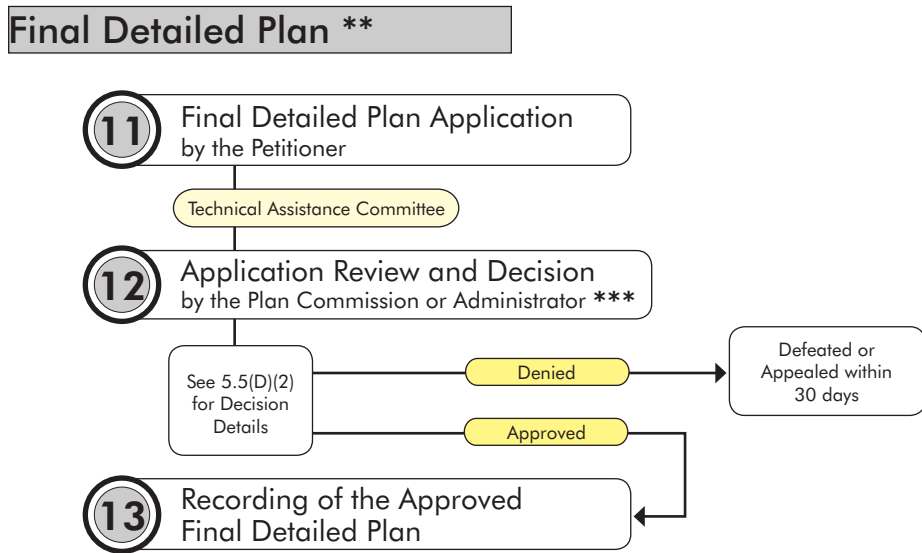 Final Detailed Plan **
11
Final Detailed Plan Application
by the Petitioner
Technical Assistance Committee
12
Application Review and Decision
by the Plan Commission or Administrator ***
See 5.5(D)(2)
for Decision
Details
Denied
Defeated or
Appealed within
30 days
Approved
13
Recording of the Approved
Final Detailed Plan